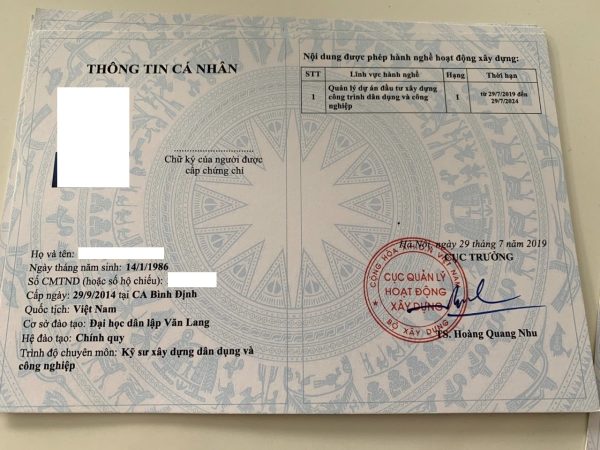 THÔNG TIN CÁ NHÂN
Chữ ký của người được
cấp chứng chỉ
Họ và tên:
Ngày tháng năm sinh: 14/1/1986
Số CMTND (hoặc số hộ chiếu):
Cấp ngày: 29/9/2014 tại CA Bình Định
Quốc tịch: Việt Nam
Cơ sở đào tạo: Đại học dân lập Văn Lang
Hệ đào tạo: Chính quy
Trình độ chuyên môn: Kỹ sư xây dựng dân dụng và
công nghiệp
Nội dung được phép hành nghề hoạt động xây dựng:
STT Lĩnh vực hành nghề Hạng Thời hạn
1 Quản lý dự án đầu tư xây dựng I từ 29/7/2019 đến
công trình dân dụng và công 29/7/2024
nghiệp
Hà Nội, ngày 29 tháng 7 năm 2019
CỤC TRƯỞNG
CỘNG HÒA VIỆT NAM
CỤC QUẢN LÝ
HOẠT ĐỘNG
XÂY DỰNG
BỘ XÂY DỰNG
TS. Hoàng Quang Nhu